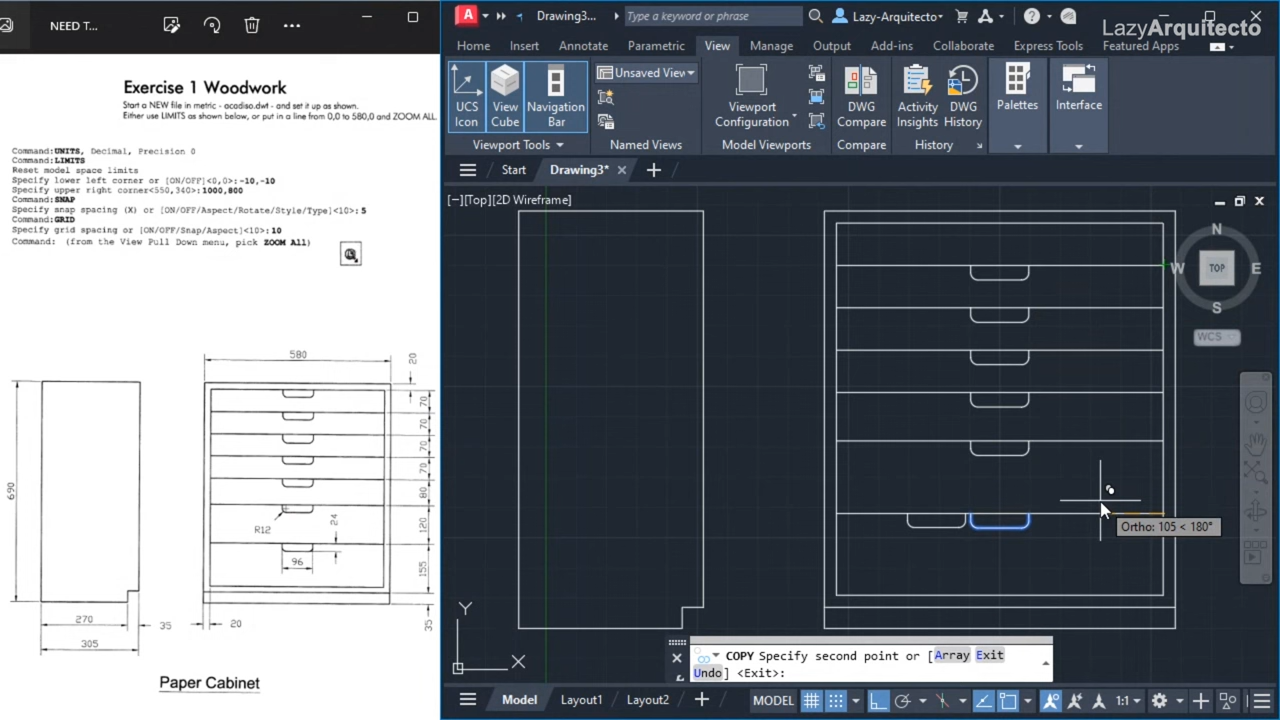 NEED T...
Exercise 1 Woodwork
Start a NEW file in metric - acadiso.dwt - and set it up as shown.
Either use LIMITS as shown below, or put in a line from 0,0 to 580,0 and ZOOM ALL.
Command:UNITS, Decimal, Precision 0
Command:LIMITS
Reset model space limits
Specify lower left corner or [ON/OFF]<0,0>:-10,-10
Specify upper right corner<550,340>:1000,800
Command:SNAP
Specify snap spacing (X) or [ON/OFF/Aspect/Rotate/Style/Type]<10>:5
Command:GRID
Specify grid spacing or [ON/OFF/Snap/Aspect]<10>:10
Command: (from the View Pull Down menu, pick ZOOM All)
580
20
70
70
70
70
80
120
155
35
690
R12
24
96
270
35
20
305
Paper Cabinet
Drawing3...
Type a keyword or phrase
Lazy-Arquitecto
LazyArquitecto
Home
Insert
Annotate
Parametric
View
Manage
Output
Add-ins
Collaborate
Express Tools
Featured Apps
UCS
Icon
View
Cube
Navigation
Bar
Unsaved View
Viewport
Configuration
DWG
Compare
Activity
Insights
DWG
History
Palettes
Interface
Viewport Tools
Named Views
Model Viewports
Compare
History
Start
Drawing3*
[−][Top][2D Wireframe]
N
W
TOP
E
S
WCS
Ortho: 105 < 180°
Y
X
COPY Specify second point or [Array Exit
Undo] <Exit>:
Model
Layout1
Layout2
MODEL
1:1